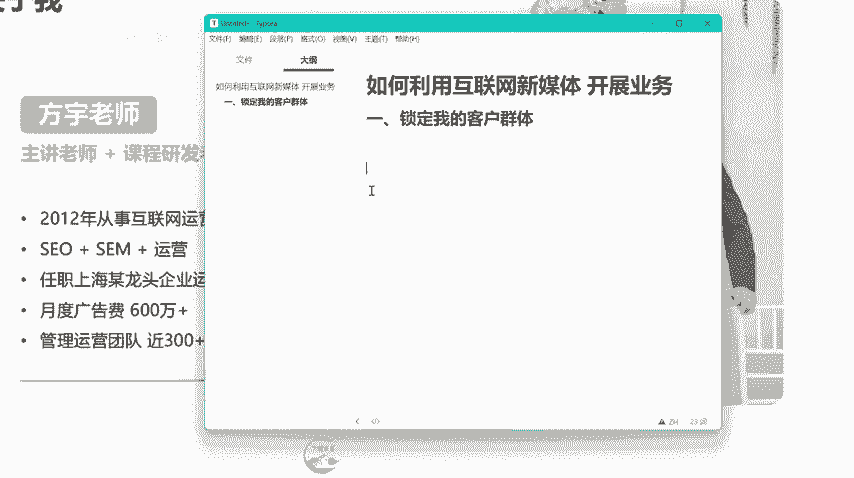 文件(F) 编辑(E) 段落(P) 格式(O) 视图(V) 主题(T) 帮助(H)
文件 大纲
如何利用互联网新媒体 开展业务
一、锁定我的客户群体
如何利用互联网新媒体 开展业务
一、锁定我的客户群体
方宇老师
主讲老师 + 课程研发
2012年从事互联网运营
SEO + SEM + 运营
任职上海某龙头企业运
月度广告费 600万+
管理运营团队 近300+